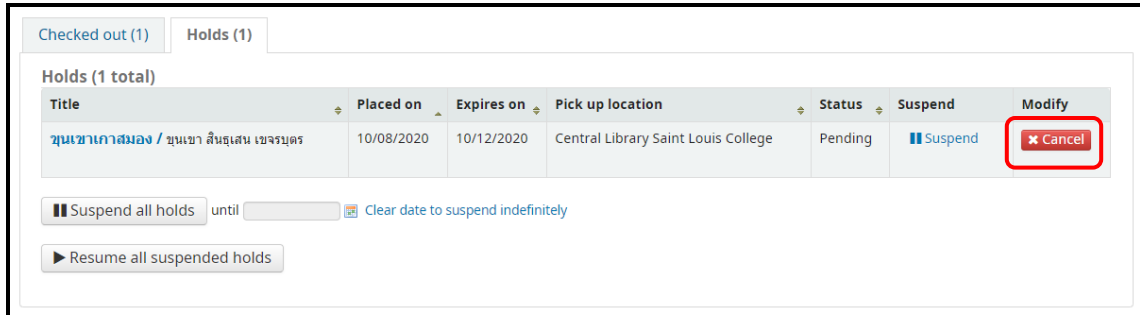 Checked out (1) Holds (1)
Holds (1 total)
Title Placed on Expires on Pick up location Status Suspend Modify
ขุนเขาเกาสมอง / ขุนเขา สินธุเสน เขจรบุตร 10/08/2020 10/12/2020 Central Library Saint Louis College Pending Suspend Cancel
Suspend all holds until Clear date to suspend indefinitely
Resume all suspended holds